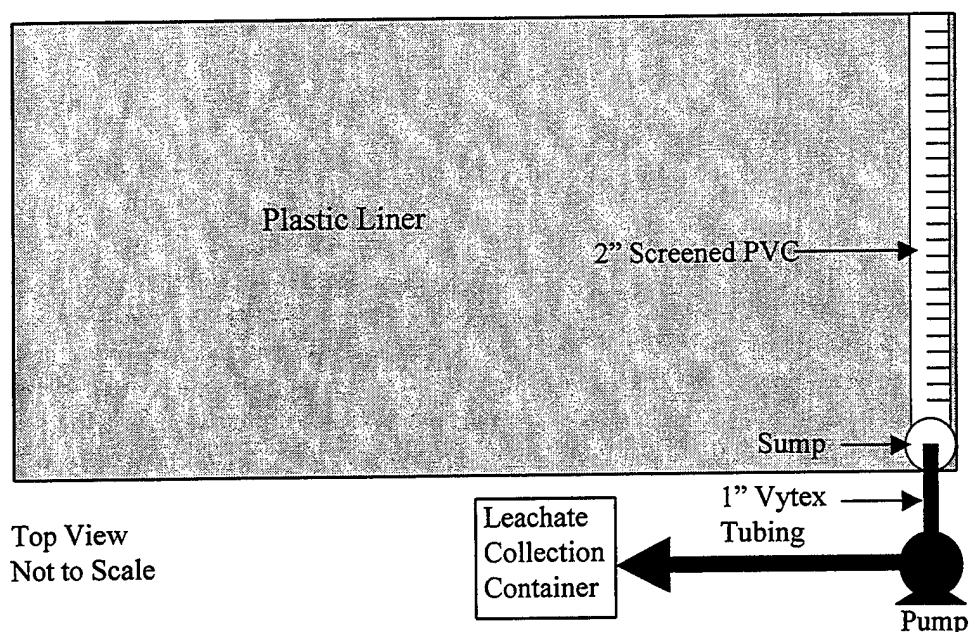 Plastic Liner
2” Screened PVC
Sump
1” Vytex
Tubing
Leachate
Collection
Container
Top View
Not to Scale
Pump